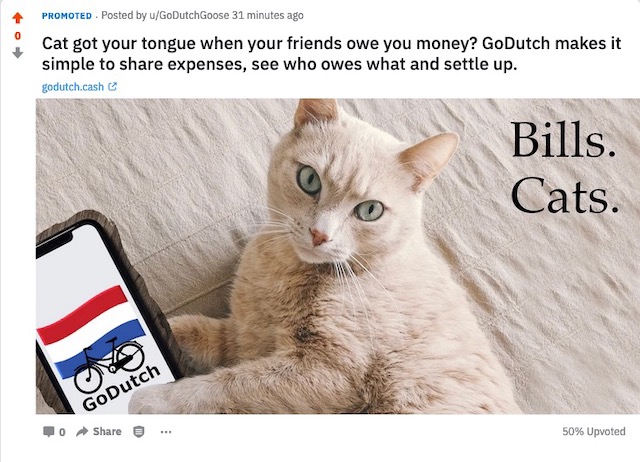 PROMOTED · Posted by u/GoDutchGoose 31 minutes ago
0
Cat got your tongue when your friends owe you money? GoDutch makes it
simple to share expenses, see who owes what and settle up.
godutch.cash
Bills.
Cats.
GoDutch
0 Share ··· 50% Upvoted